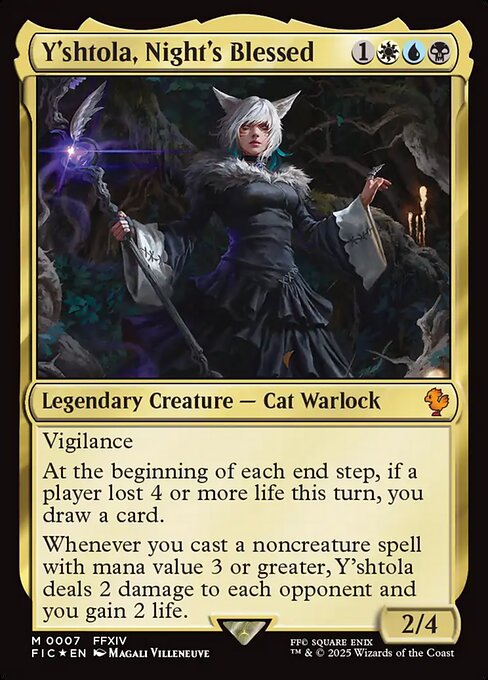 Y'shtola, Night's Blessed 1
Legendary Creature — Cat Warlock
Vigilance
At the beginning of each end step, if a
player lost 4 or more life this turn, you
draw a card.
Whenever you cast a noncreature spell
with mana value 3 or greater, Y'shtola
deals 2 damage to each opponent and
you gain 2 life.
2/4
M 0007 FFXIV
FIC★EN Magali Villeneuve
FF© SQUARE ENIX
™ & © 2025 Wizards of the Coast